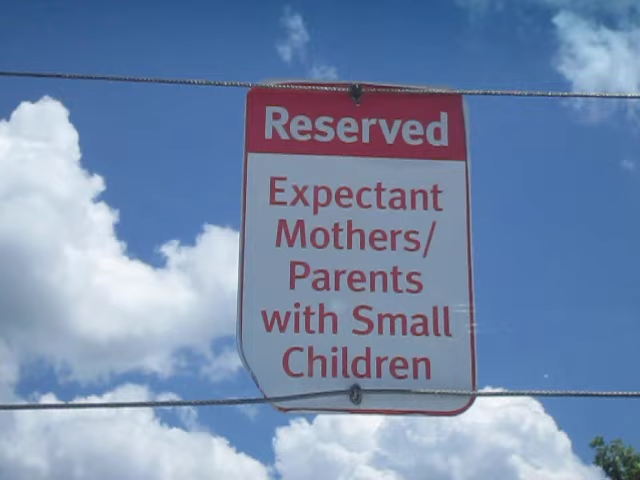 Reserved
Expectant
Mothers/
Parents
with Small
Children